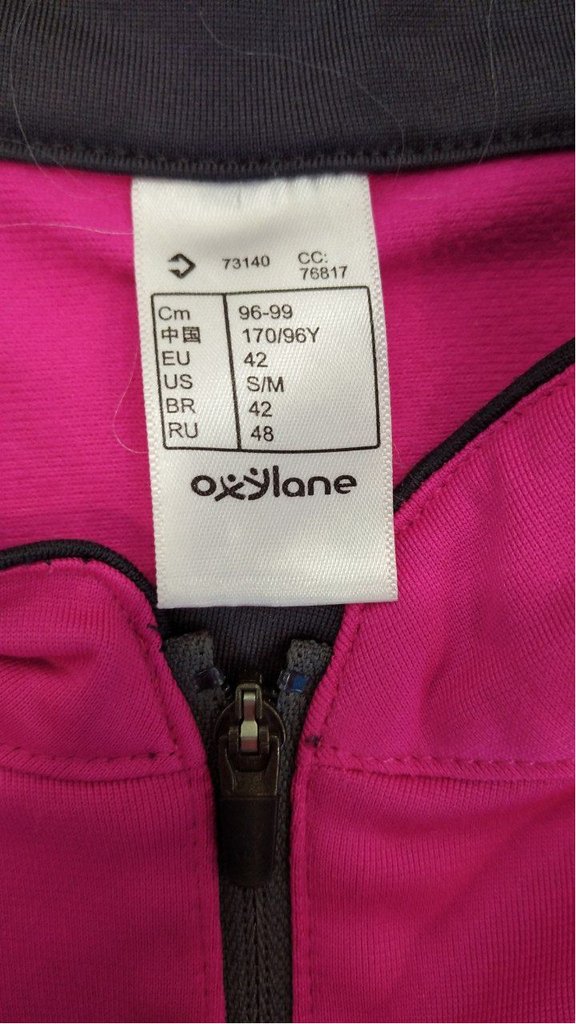 73140 CC:
76817
Cm 96-99
中国 170/96Y
EU 42
US S/M
BR 42
RU 48
oxylane